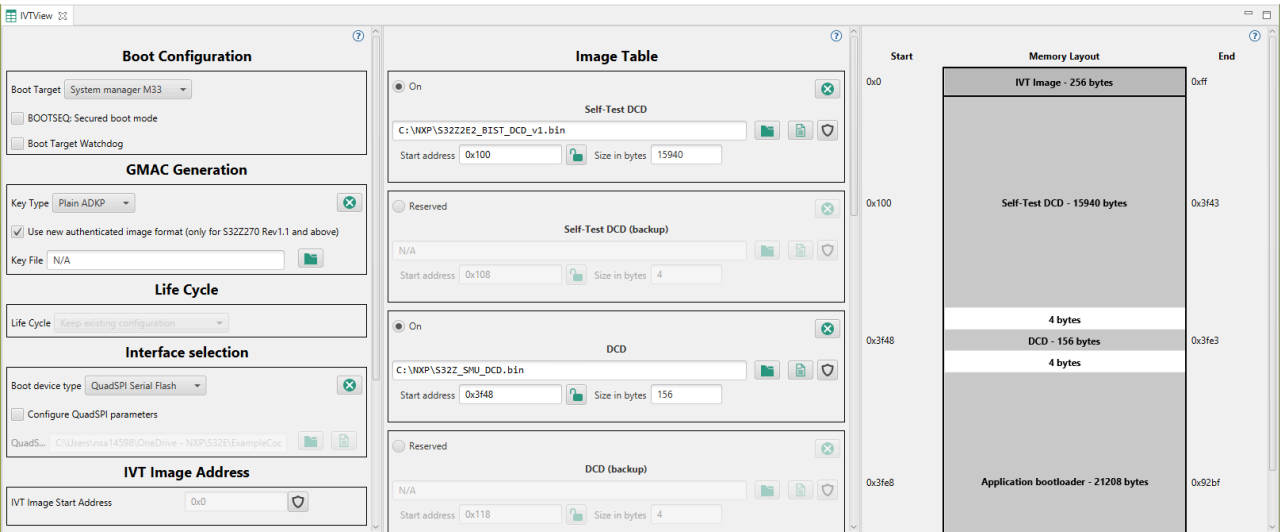 IVTView
Boot Configuration
Boot Target System manager M33
BOOTSEQ: Secured boot mode
Boot Target Watchdog
GMAC Generation
Key Type Plain ADKP
Use new authenticated image format (only for S32Z270 Rev1.1 and above)
Key File N/A
Life Cycle
Life Cycle Keep existing configuration
Interface selection
Boot device type QuadSPI Serial Flash
Configure QuadSPI parameters
QuadS... C:\Users\nxa14598\OneDrive - NXP\S32E\ExampleCoc
IVT Image Address
IVT Image Start Address 0x0
Image Table
On
Self-Test DCD
C:\NXP\S32Z2E2_BIST_DCD_v1.bin
Start address 0x100 Size in bytes 15940
Reserved
Self-Test DCD (backup)
N/A
Start address 0x108 Size in bytes 4
On
DCD
C:\NXP\S32Z_SMU_DCD.bin
Start address 0x3f48 Size in bytes 156
Reserved
DCD (backup)
N/A
Start address 0x118 Size in bytes 4
Start Memory Layout End
0x0 IVT Image - 256 bytes 0xff
0x100 Self-Test DCD - 15940 bytes 0x3f43
4 bytes
0x3f48 DCD - 156 bytes 0x3fe3
4 bytes
0x3fe8 Application bootloader - 21208 bytes 0x92bf